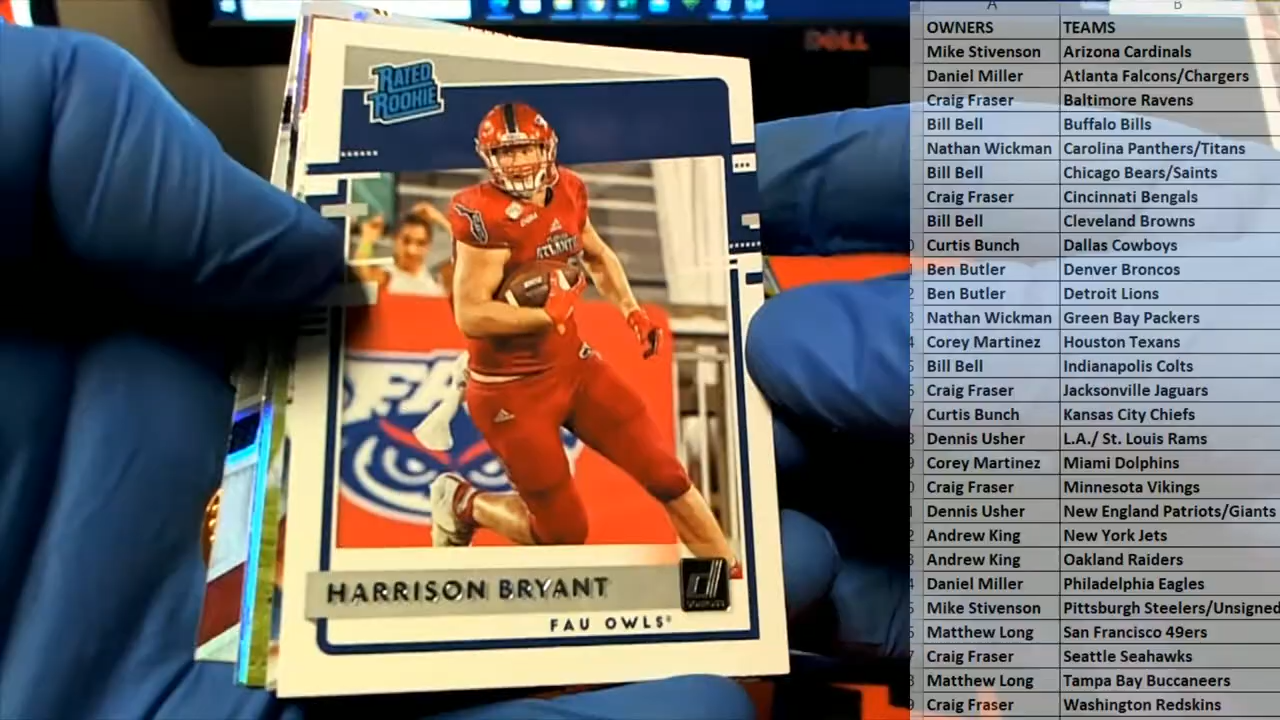 DELL
RATED
ROOKIE
ATLANTIC
FAU
HARRISON BRYANT
FAU OWLS
A B
OWNERS TEAMS
Mike Stivenson Arizona Cardinals
Daniel Miller Atlanta Falcons/Chargers
Craig Fraser Baltimore Ravens
Bill Bell Buffalo Bills
Nathan Wickman Carolina Panthers/Titans
Bill Bell Chicago Bears/Saints
Craig Fraser Cincinnati Bengals
Bill Bell Cleveland Browns
Curtis Bunch Dallas Cowboys
Ben Butler Denver Broncos
Ben Butler Detroit Lions
Nathan Wickman Green Bay Packers
Corey Martinez Houston Texans
Bill Bell Indianapolis Colts
Craig Fraser Jacksonville Jaguars
Curtis Bunch Kansas City Chiefs
Dennis Usher L.A./ St. Louis Rams
Corey Martinez Miami Dolphins
Craig Fraser Minnesota Vikings
Dennis Usher New England Patriots/Giants
Andrew King New York Jets
Andrew King Oakland Raiders
Daniel Miller Philadelphia Eagles
Mike Stivenson Pittsburgh Steelers/Unsigned
Matthew Long San Francisco 49ers
Craig Fraser Seattle Seahawks
Matthew Long Tampa Bay Buccaneers
Craig Fraser Washington Redskins